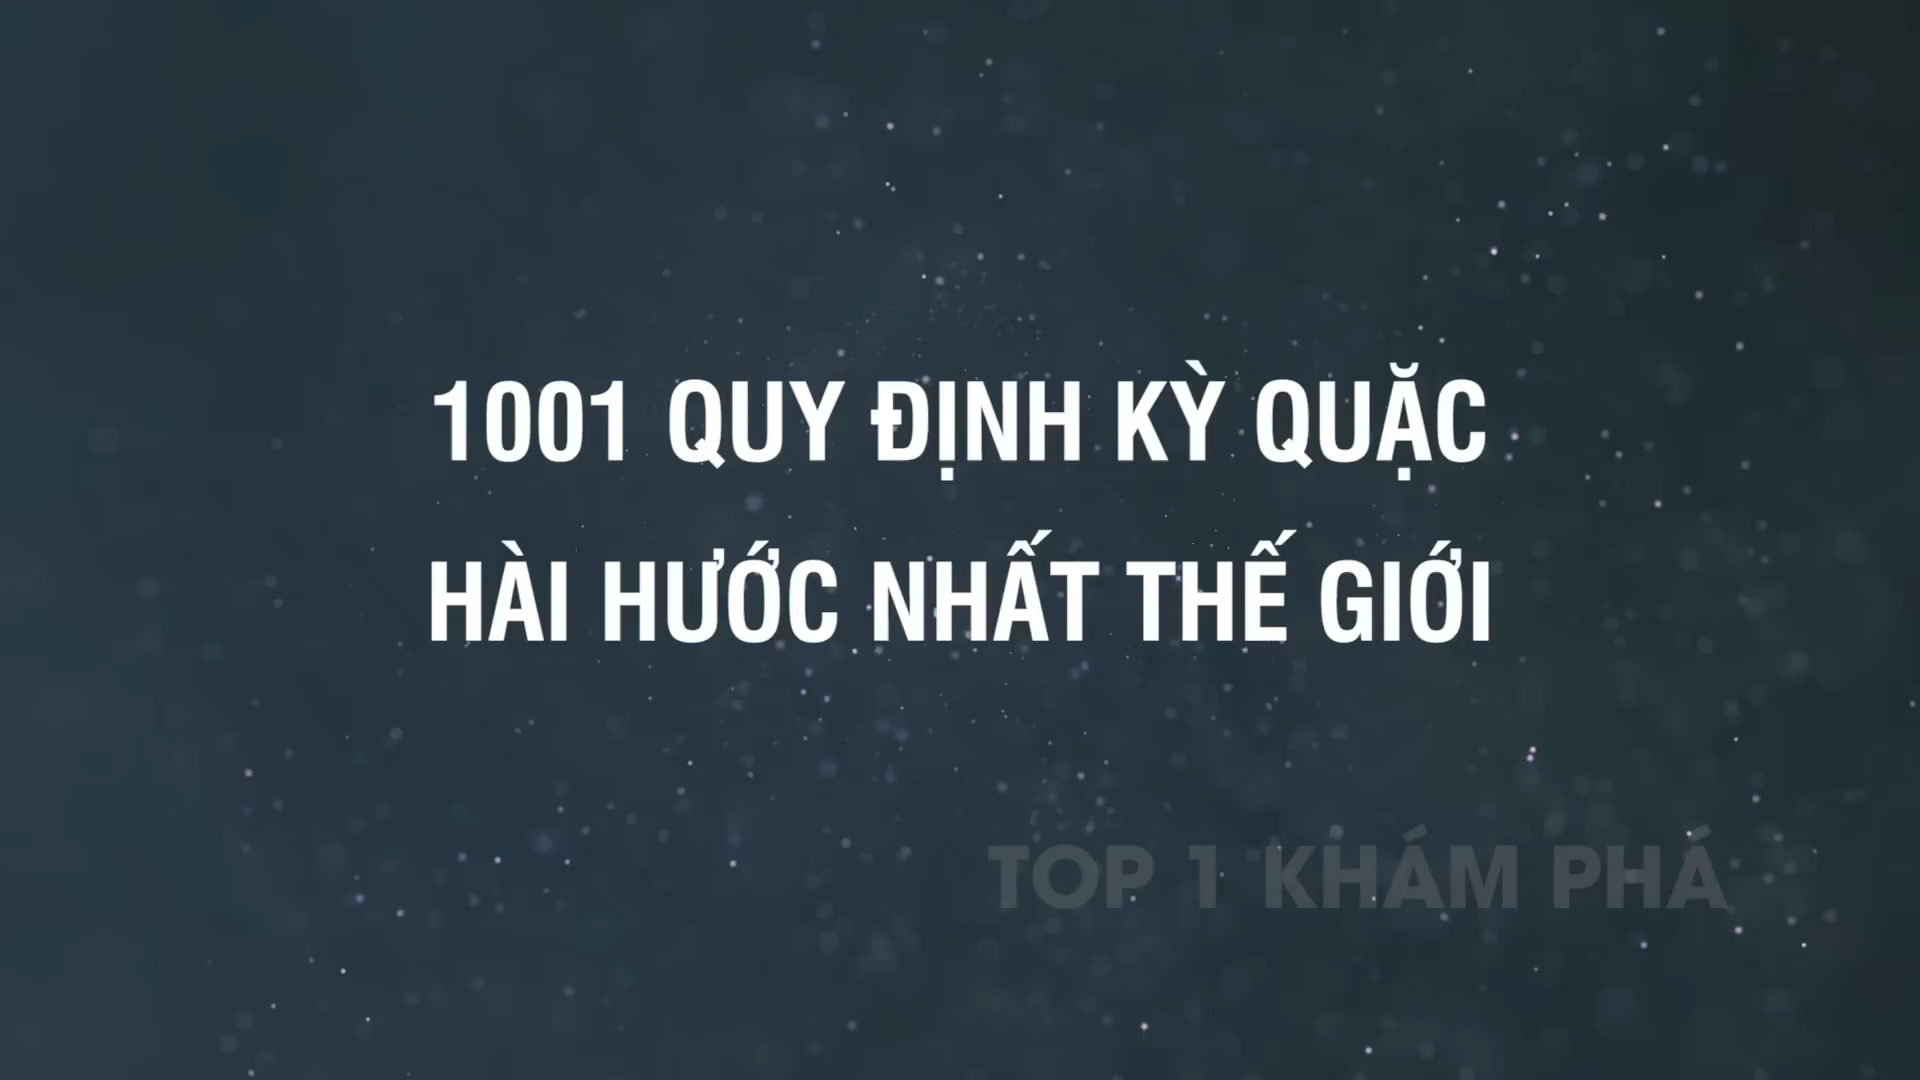 1001 QUY ĐỊNH KỲ QUẶC
HÀI HƯỚC NHẤT THẾ GIỚI
TOP 1 KHÁM PHÁ